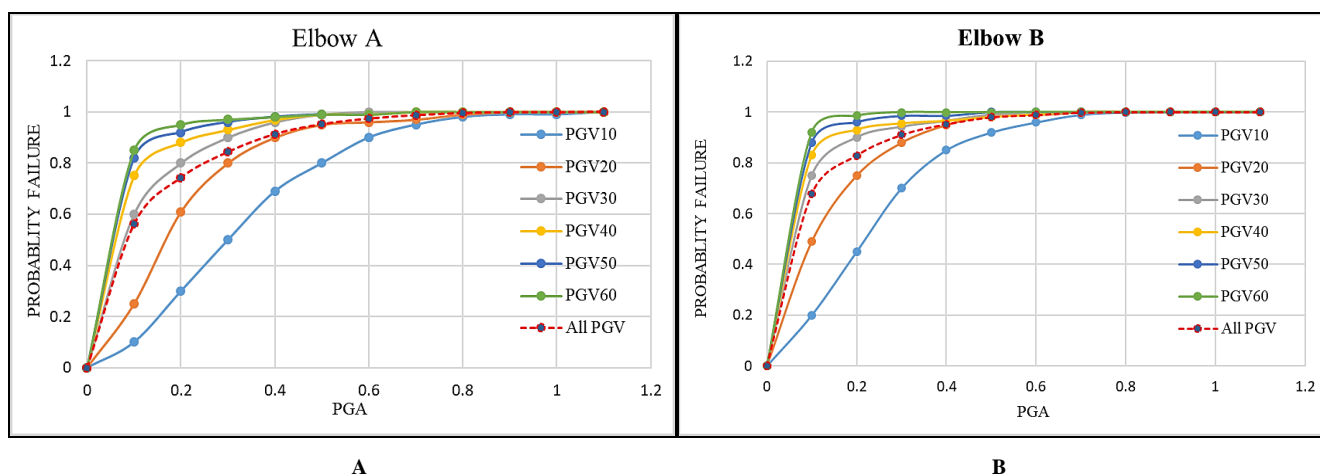 Elbow A
1.2
1
0.8
0.6
0.4
0.2
0
0 0.2 0.4 0.6 0.8 1 1.2
PROBABLITY FAILURE
PGA
PGV10
PGV20
PGV30
PGV40
PGV50
PGV60
All PGV
A
Elbow B
1.2
1
0.8
0.6
0.4
0.2
0
0 0.2 0.4 0.6 0.8 1 1.2
PROBABLITY FAILURE
PGA
PGV10
PGV20
PGV30
PGV40
PGV50
PGV60
All PGV
B